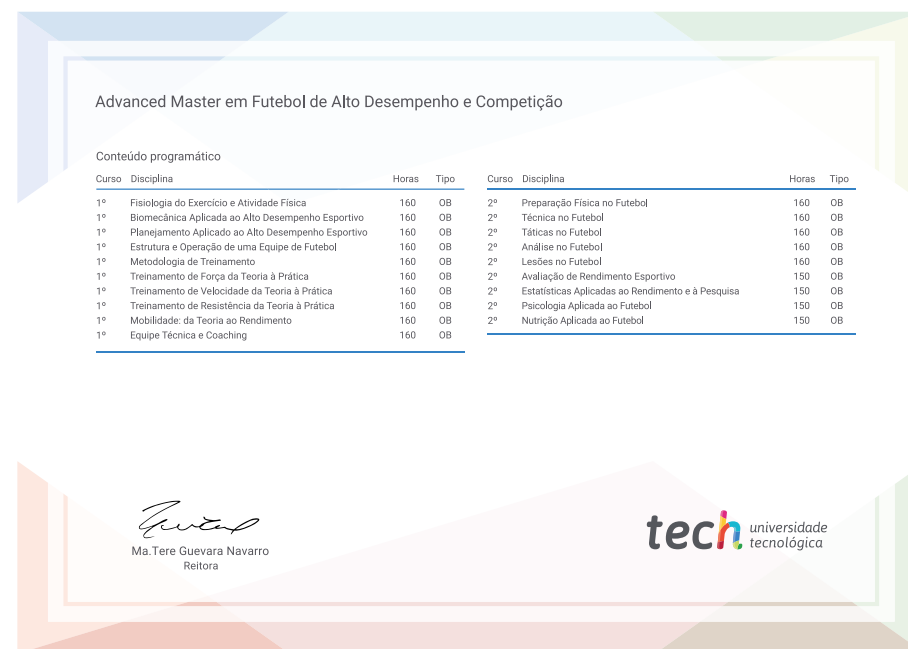 Advanced Master em Futebol de Alto Desempenho e Competição
Conteúdo programático
Curso Disciplina Horas Tipo
1º Fisiologia do Exercício e Atividade Física 160 OB
1º Biomecânica Aplicada ao Alto Desempenho Esportivo 160 OB
1º Planejamento Aplicado ao Alto Desempenho Esportivo 160 OB
1º Estrutura e Operação de uma Equipe de Futebol 160 OB
1º Metodologia de Treinamento 160 OB
1º Treinamento de Força da Teoria à Prática 160 OB
1º Treinamento de Velocidade da Teoria à Prática 160 OB
1º Treinamento de Resistência da Teoria à Prática 160 OB
1º Mobilidade: da Teoria ao Rendimento 160 OB
1º Equipe Técnica e Coaching 160 OB
Curso Disciplina Horas Tipo
2º Preparação Física no Futebol 160 OB
2º Técnica no Futebol 160 OB
2º Táticas no Futebol 160 OB
2º Análise no Futebol 160 OB
2º Lesões no Futebol 160 OB
2º Avaliação de Rendimento Esportivo 150 OB
2º Estatísticas Aplicadas ao Rendimento e à Pesquisa 150 OB
2º Psicologia Aplicada ao Futebol 150 OB
2º Nutrição Aplicada ao Futebol 150 OB
Ma.Tere Guevara Navarro
Reitora
tech universidade
tecnológica